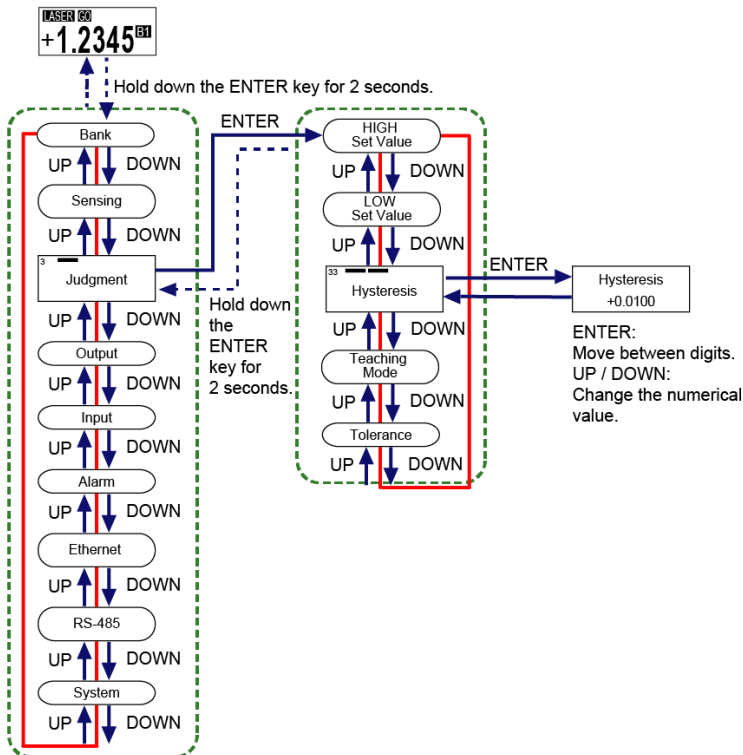 LASER GO
+1.2345 B1
Hold down the ENTER key for 2 seconds.
Bank
UP DOWN
Sensing
UP DOWN
3
Judgment
UP DOWN
Output
UP DOWN
Input
UP DOWN
Alarm
UP DOWN
Ethernet
UP DOWN
RS-485
UP DOWN
System
UP DOWN
ENTER
Hold down
the
ENTER
key for
2 seconds.
HIGH
Set Value
UP DOWN
LOW
Set Value
UP DOWN
33
Hysteresis
UP DOWN
Teaching
Mode
UP DOWN
Tolerance
UP DOWN
ENTER
Hysteresis
+0.0100
ENTER:
Move between digits.
UP / DOWN:
Change the numerical
value.